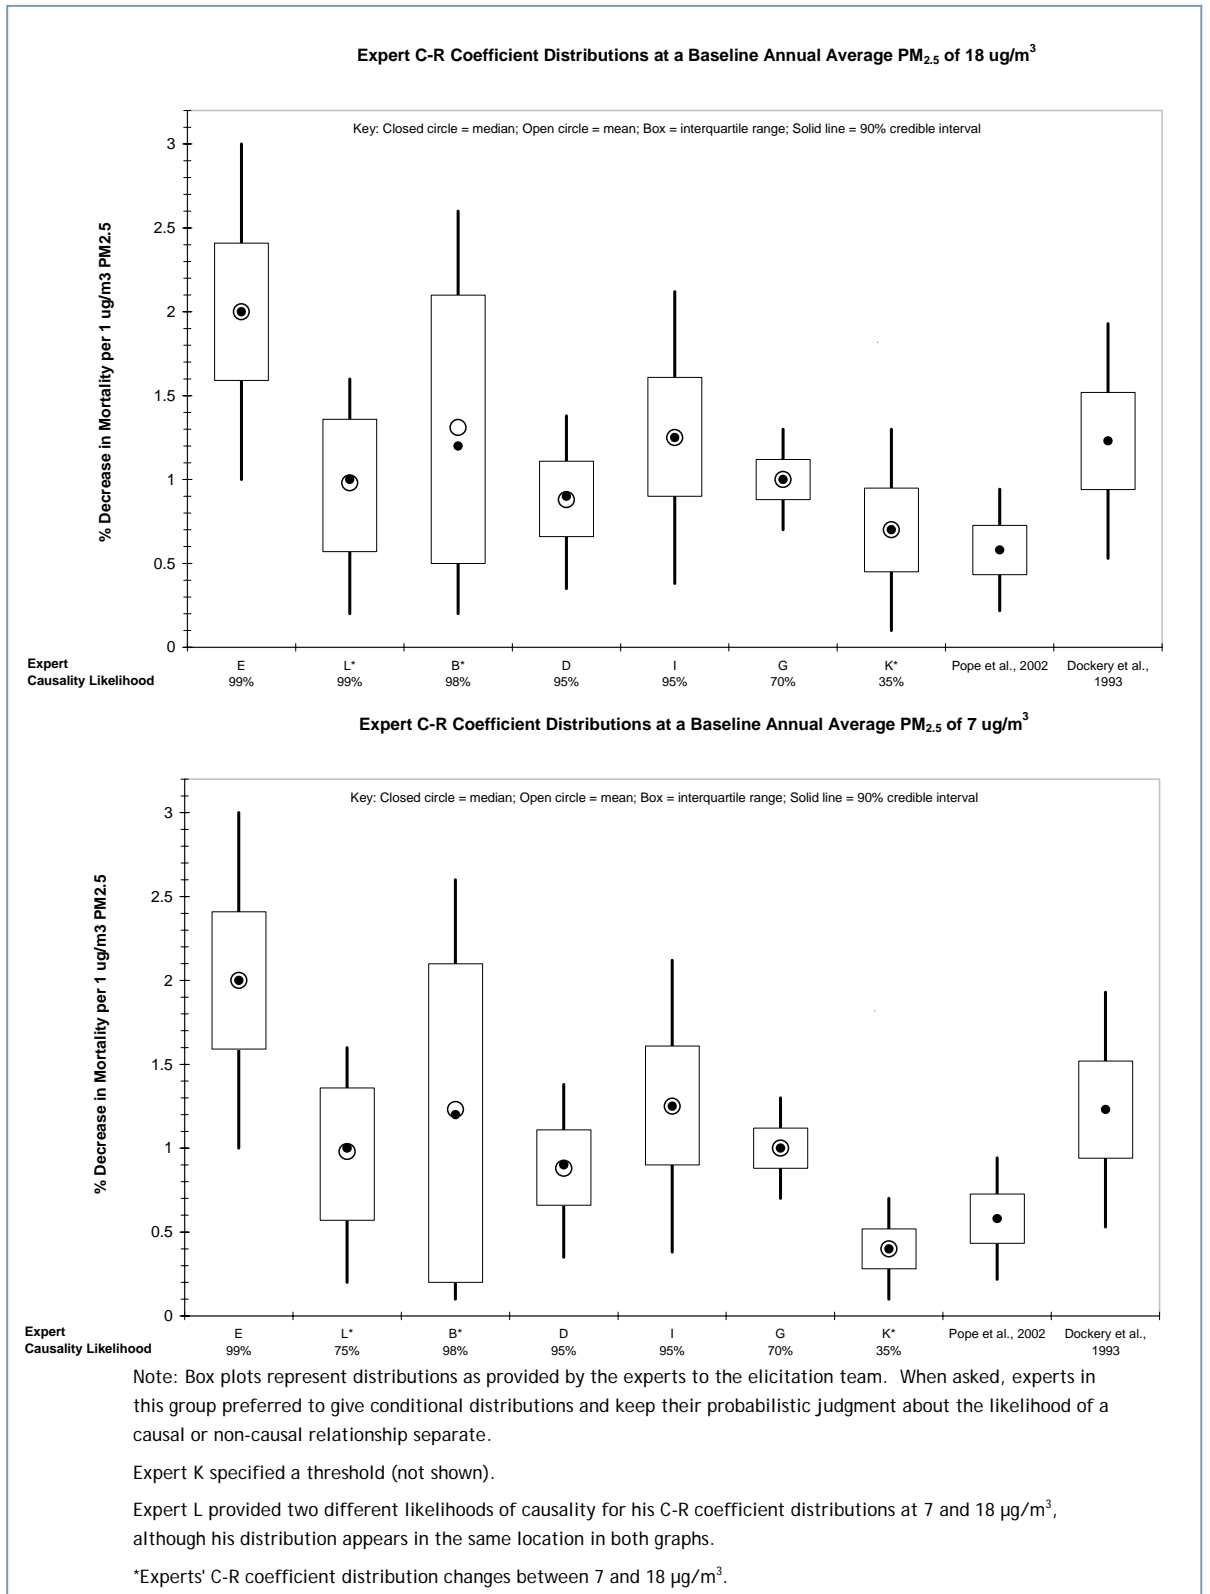 Expert C-R Coefficient Distributions at a Baseline Annual Average PM2.5 of 18 ug/m3
Key: Closed circle = median; Open circle = mean; Box = interquartile range; Solid line = 90% credible interval
% Decrease in Mortality per 1 ug/m3 PM2.5
3
2.5
2
1.5
1
0.5
0
Expert E L* B* D I G K* Pope et al., 2002 Dockery et al.,
Causality Likelihood 99% 99% 98% 95% 95% 70% 35% 1993
Expert C-R Coefficient Distributions at a Baseline Annual Average PM2.5 of 7 ug/m3
Key: Closed circle = median; Open circle = mean; Box = interquartile range; Solid line = 90% credible interval
% Decrease in Mortality per 1 ug/m3 PM2.5
3
2.5
2
1.5
1
0.5
0
Expert E L* B* D I G K* Pope et al., 2002 Dockery et al.,
Causality Likelihood 99% 75% 98% 95% 95% 70% 35% 1993
Note: Box plots represent distributions as provided by the experts to the elicitation team. When asked, experts in
this group preferred to give conditional distributions and keep their probabilistic judgment about the likelihood of a
causal or non-causal relationship separate.
Expert K specified a threshold (not shown).
Expert L provided two different likelihoods of causality for his C-R coefficient distributions at 7 and 18 µg/m3,
although his distribution appears in the same location in both graphs.
*Experts' C-R coefficient distribution changes between 7 and 18 µg/m3.